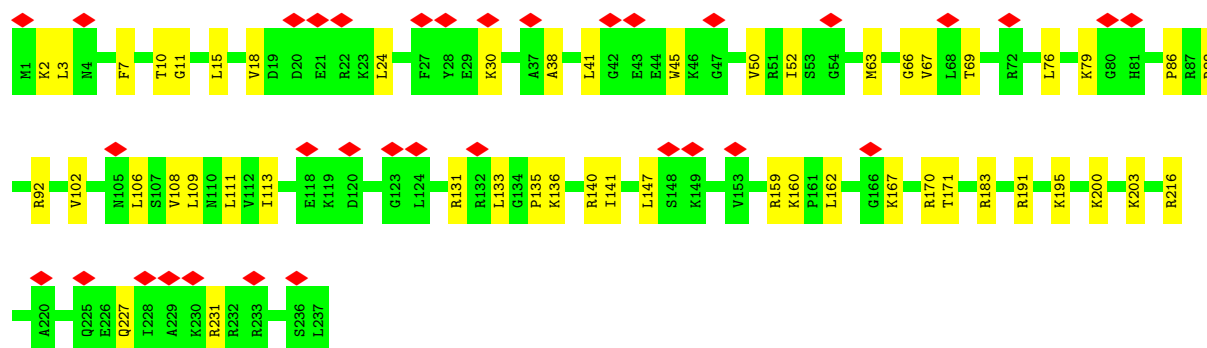 M1 K2 L3 N4 F7 T10 G11 L15 V18 D19 D20 E21 R22 K23 L24 F27 Y28 E29 K30 A37 A38 L41 G42 E43 E44 W45 K46 G47 V50 R51 I52 S53 G54 M63 G66 V67 L68 T69 R72 L76 K79 G80 H81 P86 R87
R92 V102 N105 L106 S107 V108 L109 N110 L111 V112 I113 E118 K119 D120 G123 L124 R131 R132 L133 G134 P135 K136 R140 I141 L147 S148 K149 V153 R159 K160 P161 L162 G166 K167 R170 T171 R183 R191 K195 K200 K203 R216
A220 Q225 E226 Q227 I228 A229 K230 R231 R232 R233 S236 L237